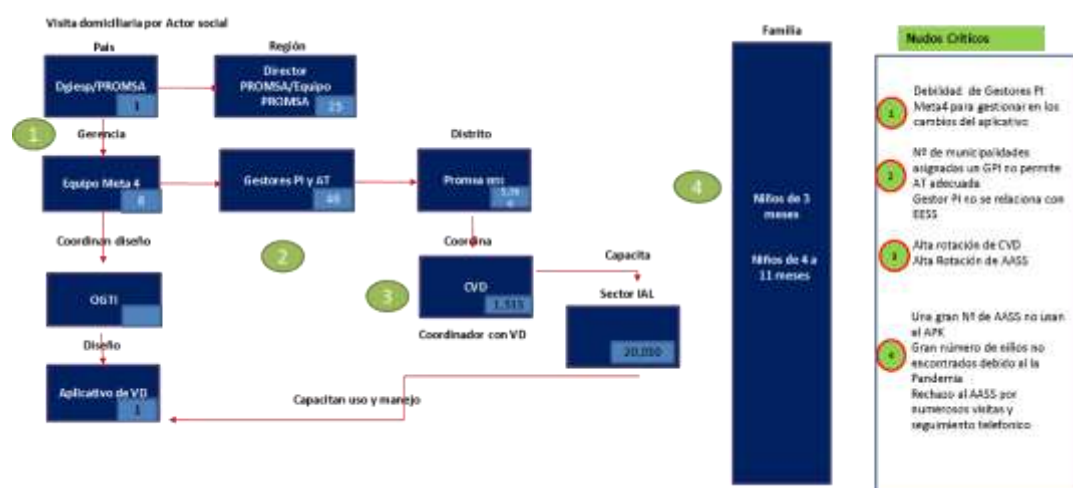 Visita domiciliaria por Actor social
País
Región
Familia
Nudos Críticos
Dgiesp/PROMSA
1
Director
PROMSA/Equipo
PROMSA
25
1
Gerencia
Distrito
Equipo Meta 4
8
Gestores PI y AT
49
Promsa
Coordinan diseño
2
Coordina
Capacita
OGTI
3
CVD
1,515
Sector IAL
20,000
Coordinador con VD
Diseño
Aplicativo de VD
1
Capacitan uso y manejo
4
Niños de 3
meses
Niños de 4 a
11 meses
1
Debilidad de Gestores PI
Meta4 para gestionar en los
cambios del aplicativo
2
Nº de municipalidades
asignadas un GPI no permite
AT adecuada
Gestor PI no se relaciona con
EESS
3
Alta rotación de CVD
Alta Rotación de AASS
4
Una gran Nº de AASS no usan
el APK
Gran número de niños no
encontrados debido al la
Pandemia
Rechazo al AASS por
numerosos visitas y
seguimiento telefonico